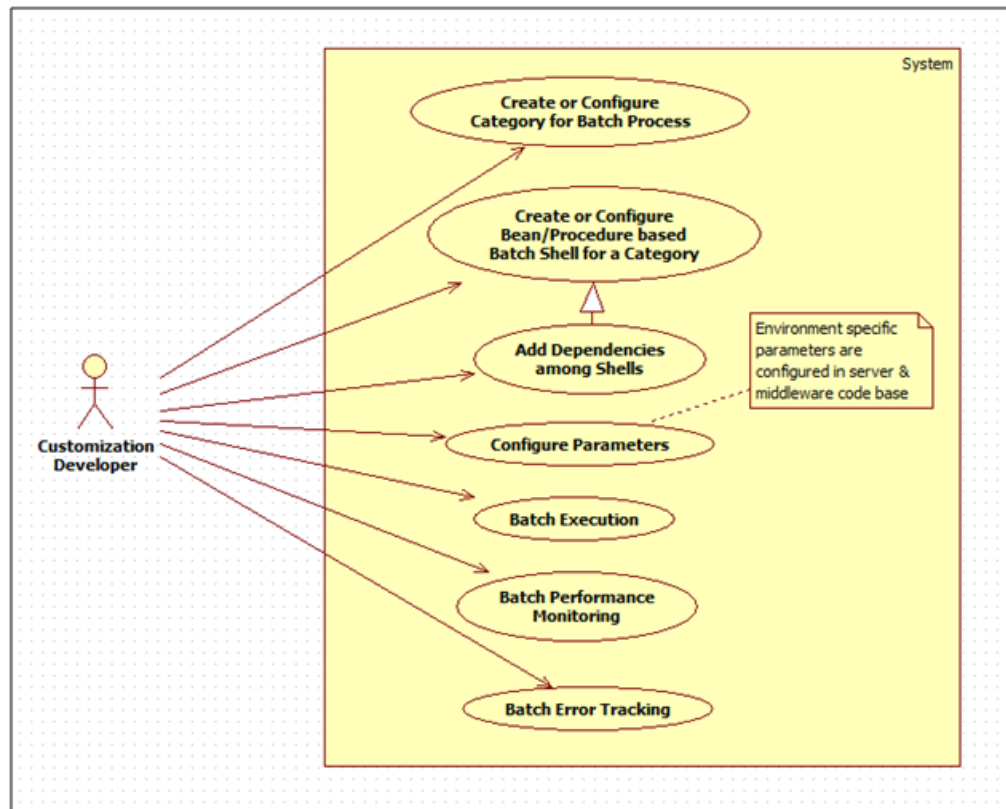 System
Create or Configure
Category for Batch Process
Create or Configure
Bean/Procedure based
Batch Shell for a Category
Add Dependencies
among Shells
Environment specific
parameters are
configured in server &
middleware code base
Customization
Developer
Configure Parameters
Batch Execution
Batch Performance
Monitoring
Batch Error Tracking